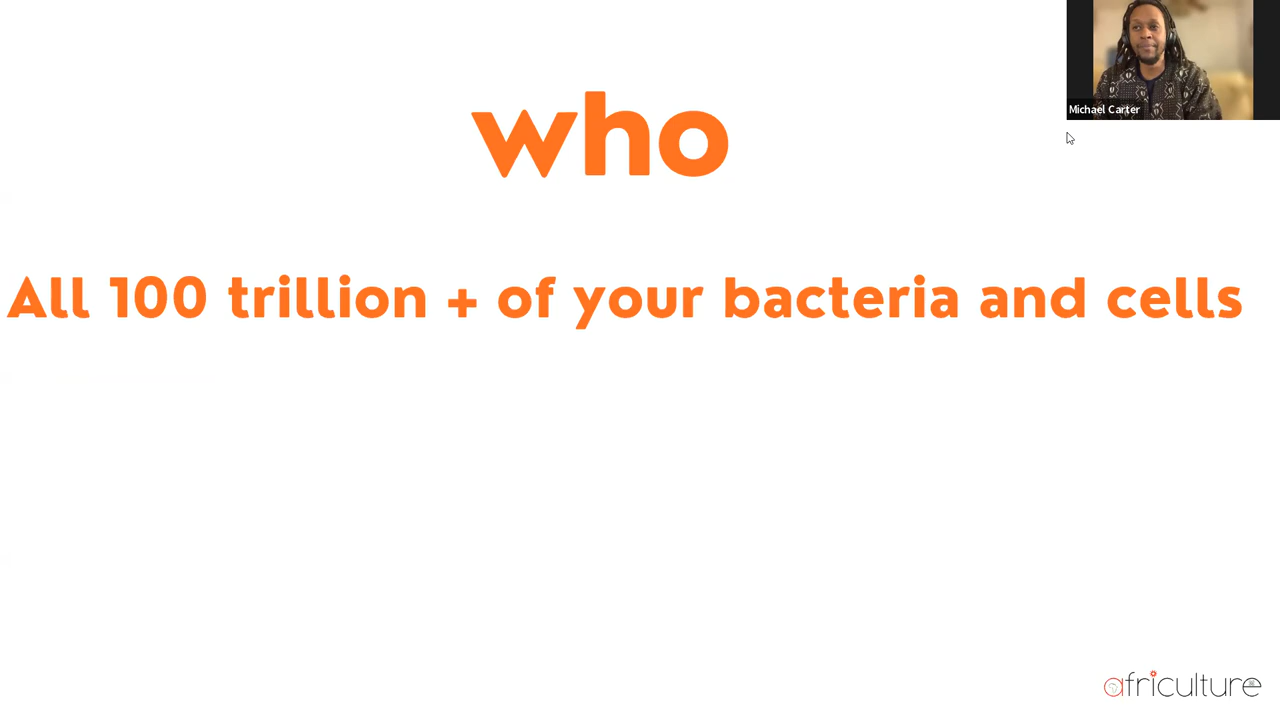 who
Michael Carter
All 100 trillion + of your bacteria and cells
africulture